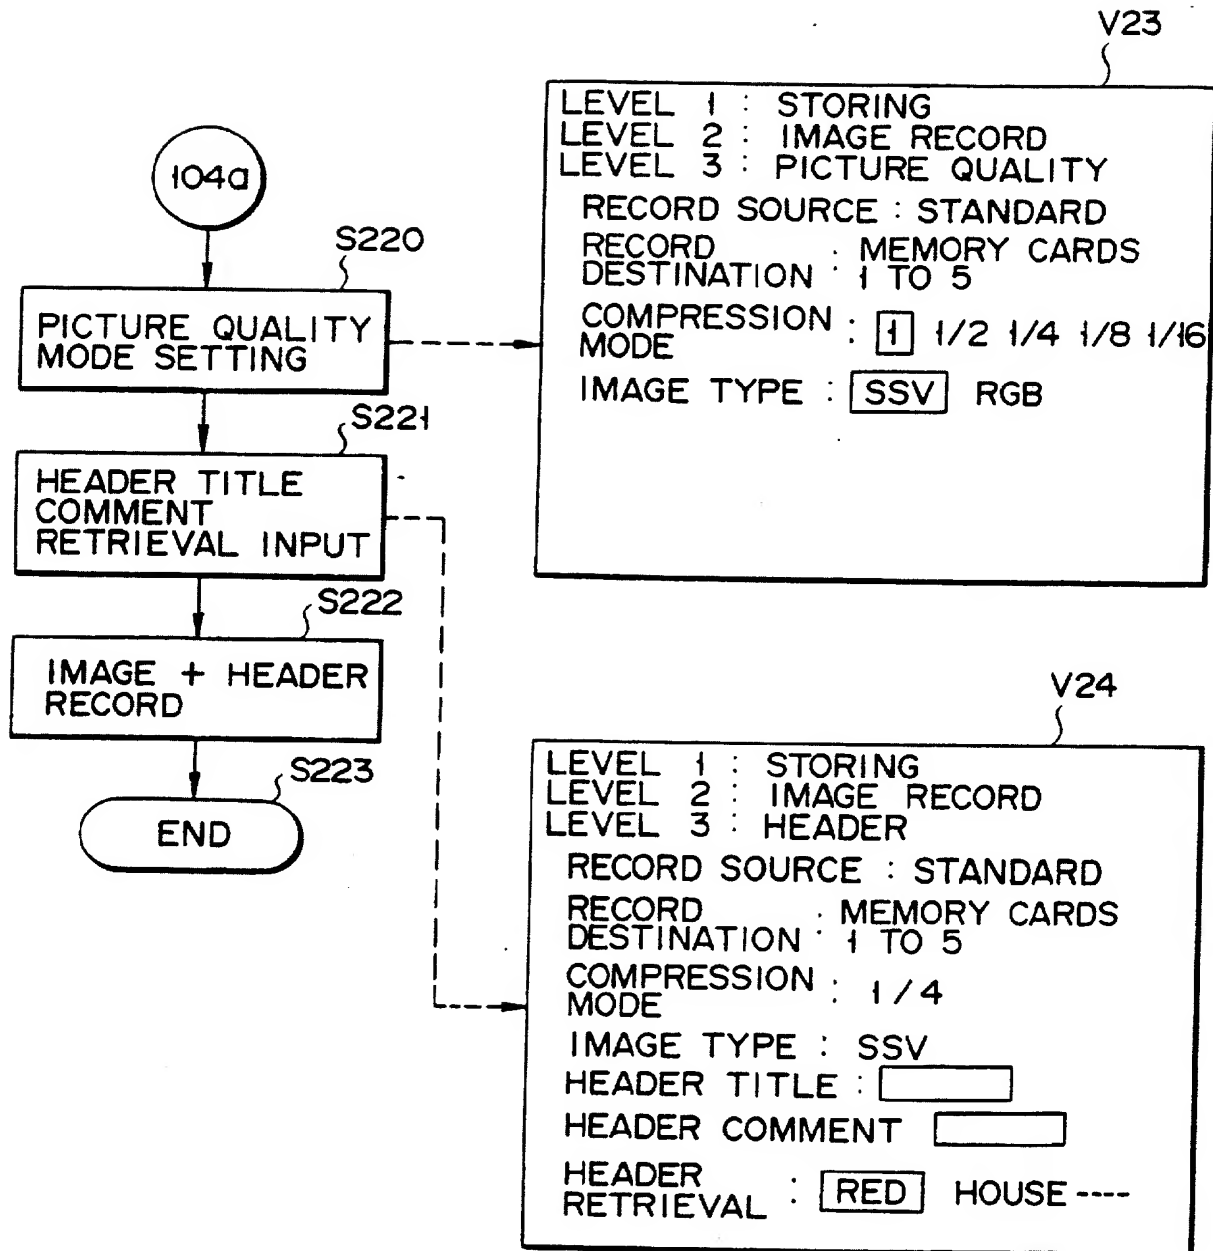 V23
LEVEL 1 : STORING
LEVEL 2 : IMAGE RECORD
LEVEL 3 : PICTURE QUALITY
RECORD SOURCE : STANDARD
RECORD : MEMORY CARDS
DESTINATION 1 TO 5
COMPRESSION : 1 1/2 1/4 1/8 1/16
MODE
IMAGE TYPE : SSV RGB
104a
S220
PICTURE QUALITY
MODE SETTING
S221
HEADER TITLE
COMMENT
RETRIEVAL INPUT
S222
IMAGE + HEADER
RECORD
S223
END
V24
LEVEL 1 : STORING
LEVEL 2 : IMAGE RECORD
LEVEL 3 : HEADER
RECORD SOURCE : STANDARD
RECORD : MEMORY CARDS
DESTINATION 1 TO 5
COMPRESSION : 1/4
MODE
IMAGE TYPE : SSV
HEADER TITLE :
HEADER COMMENT
HEADER : RED HOUSE ----
RETRIEVAL